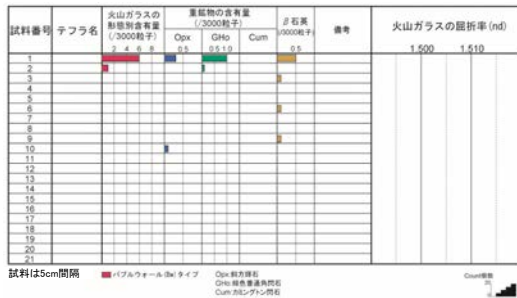 試料番号 テフラ名 火山ガラスの形態別含有量(/3000粒子) 重鉱物の含有量(/3000粒子) β石英(/3000粒子) 備考 火山ガラスの屈折率(nd)
Opx GHo Cum
2 4 6 8 0.5 0.5 1.0 0.5 1.500 1.510
1
2
3
4
5
6
7
8
9
10
11
12
13
14
15
16
17
18
19
20
21
試料は5cm間隔
バブルウォール(Bw)タイプ
Opx:斜方輝石
GHo:緑色普通角閃石
Cum:カミングトン閃石
Count個数